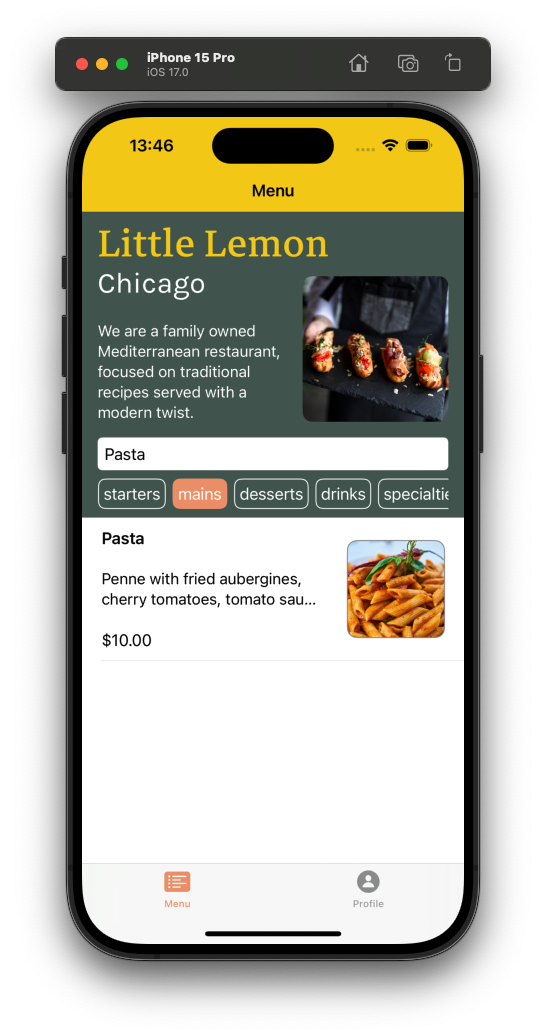 iPhone 15 Pro
iOS 17.0
13:46
Menu
Little Lemon
Chicago
We are a family owned
Mediterranean restaurant,
focused on traditional
recipes served with a
modern twist.
Pasta
starters mains desserts drinks specialtie
Pasta
Penne with fried aubergines,
cherry tomatoes, tomato sau...
$10.00
Menu Profile